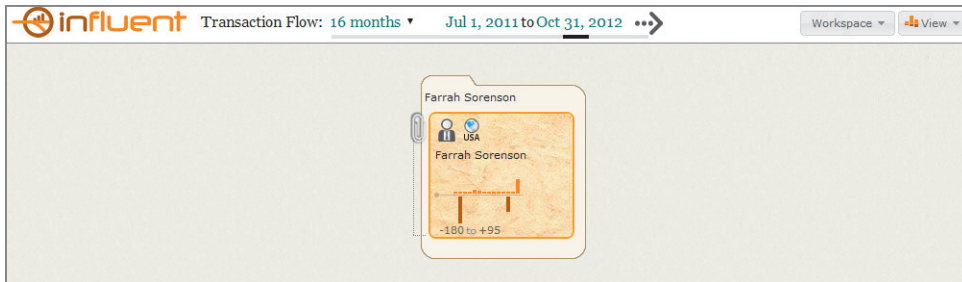 influent Transaction Flow: 16 months Jul 1, 2011 to Oct 31, 2012 Workspace View
Farrah Sorenson
USA
Farrah Sorenson
-180 to +95